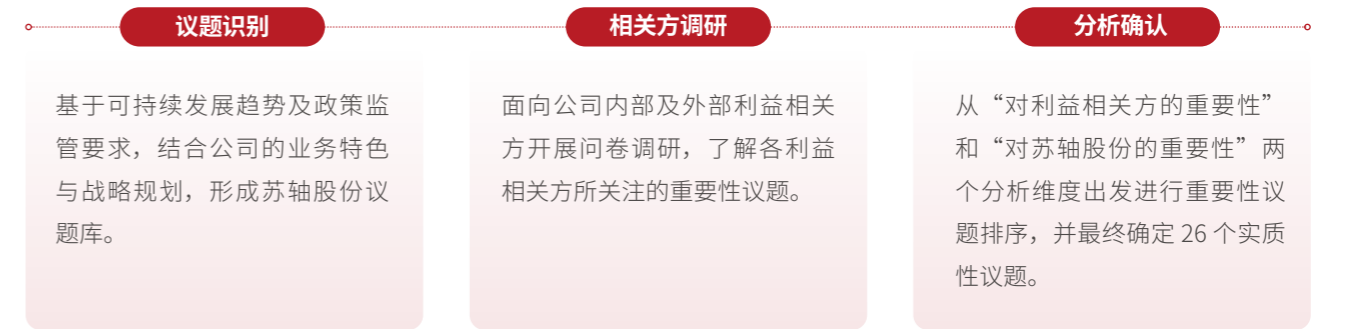 议题识别
基于可持续发展趋势及政策监
管要求，结合公司的业务特色
与战略规划，形成苏轴股份议
题库。
相关方调研
面向公司内部及外部利益相关
方开展问卷调研，了解各利益
相关方所关注的重要性议题。
分析确认
从“对利益相关方的重要性”
和“对苏轴股份的重要性”两
个分析维度出发进行重要性议
题排序，并最终确定 26 个实质
性议题。